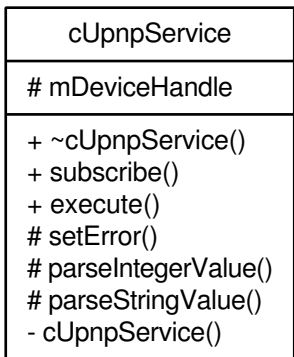 cUpnpService
# mDeviceHandle
+ ~cUpnpService()
+ subscribe()
+ execute()
# setError()
# parseIntegerValue()
# parseStringValue()
- cUpnpService()